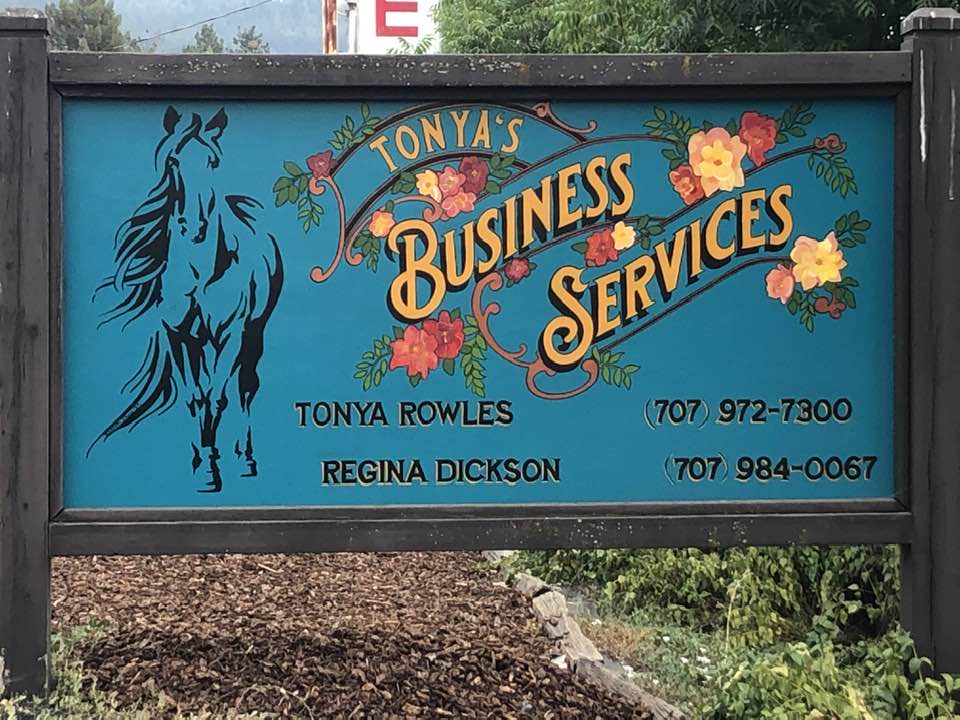 E
TONYA'S
BUSINESS
SERVICES
TONYA ROWLES (707) 972-7300
REGINA DICKSON (707) 984-0067